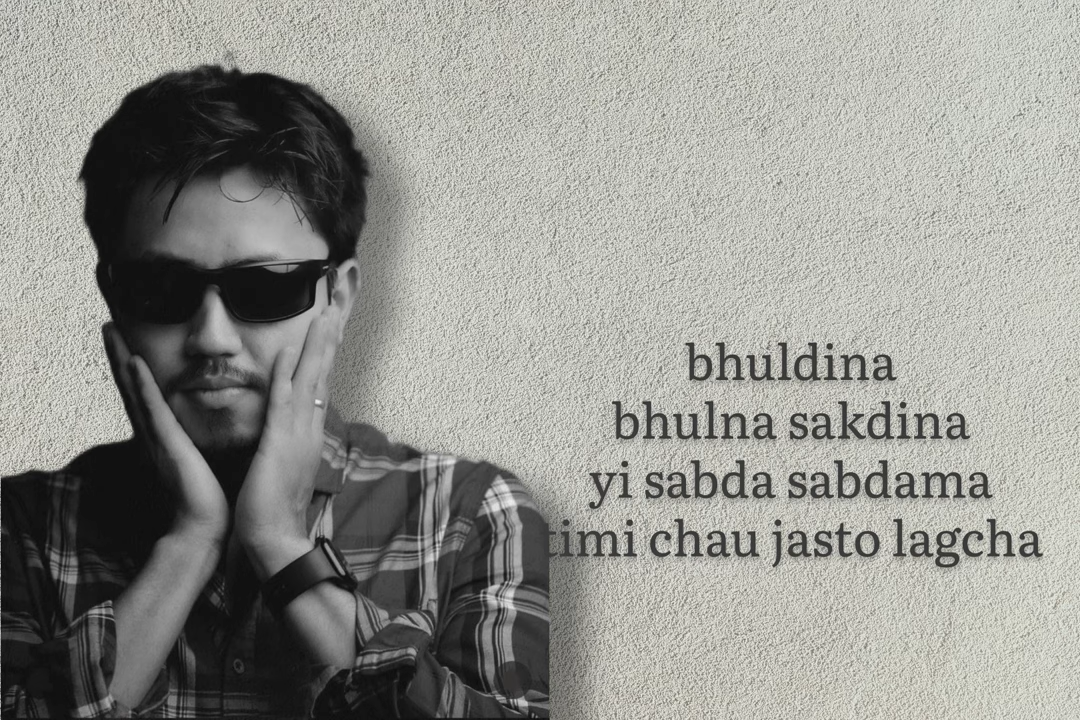 bhuldina
bhulna sakdina
yi sabda sabdama
timi chau jasto lagcha